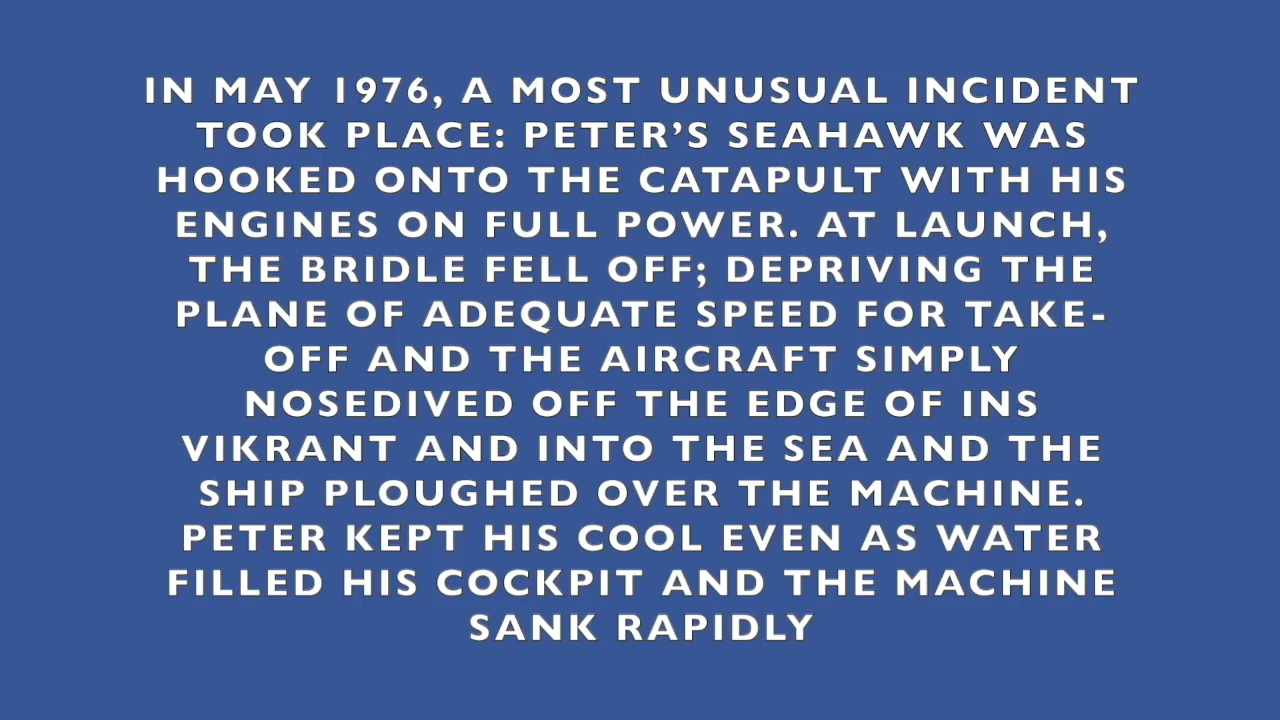 IN MAY 1976, A MOST UNUSUAL INCIDENT
TOOK PLACE: PETER’S SEAHAWK WAS
HOOKED ONTO THE CATAPULT WITH HIS
ENGINES ON FULL POWER. AT LAUNCH,
THE BRIDLE FELL OFF; DEPRIVING THE
PLANE OF ADEQUATE SPEED FOR TAKE-
OFF AND THE AIRCRAFT SIMPLY
NOSEDIVED OFF THE EDGE OF INS
VIKRANT AND INTO THE SEA AND THE
SHIP PLOUGHED OVER THE MACHINE.
PETER KEPT HIS COOL EVEN AS WATER
FILLED HIS COCKPIT AND THE MACHINE
SANK RAPIDLY